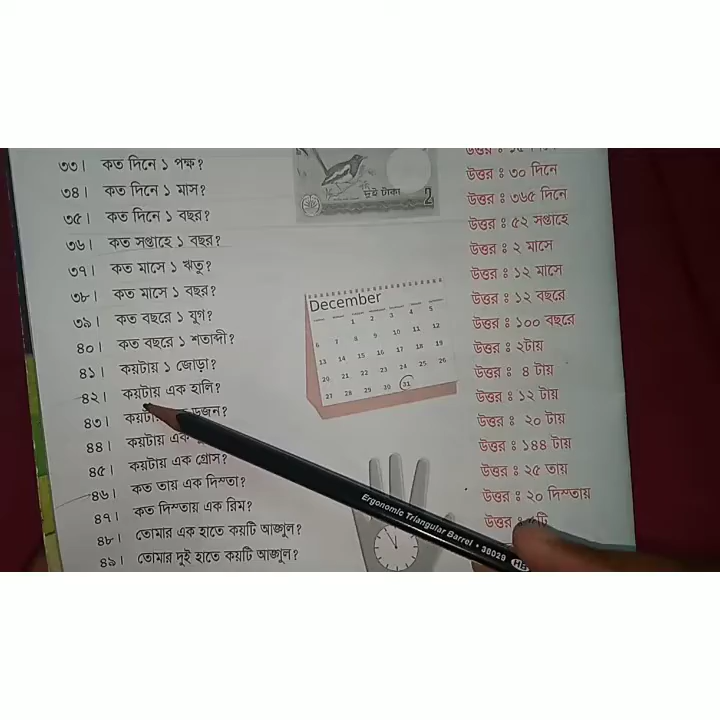 ৩৩। কত দিনে ১ পক্ষ?
৩৪। কত দিনে ১ মাস? উত্তর ঃ ৩০ দিনে
৩৫। কত দিনে ১ বছর? উত্তর ঃ ৩৬৫ দিনে
৩৬। কত সপ্তাহে ১ বছর? উত্তর ঃ ৫২ সপ্তাহে
৩৭। কত মাসে ১ ঋতু? উত্তর ঃ ২ মাসে
৩৮। কত মাসে ১ বছর? উত্তর ঃ ১২ মাসে
৩৯। কত বছরে ১ যুগ? উত্তর ঃ ১২ বছরে
৪০। কত বছরে ১ শতাব্দী? উত্তর ঃ ১০০ বছরে
৪১। কয়টায় ১ জোড়া? উত্তর ঃ ২টায়
৪২। কয়টায় এক হালি? উত্তর ঃ ৪ টায়
৪৩। উত্তর ঃ ১২ টায়
৪৪। কয়টায় এক উত্তর ঃ ২০ টায়
৪৫। কয়টায় এক গ্রোস? উত্তর ঃ ১৪৪ টায়
৪৬। কত তায় এক দিস্তা? উত্তর ঃ ২৫ তায়
৪৭। কত দিস্তায় এক রিম? উত্তর ঃ ২০ দিস্তায়
৪৮। তোমার এক হাতে কয়টি আঙ্গুল? উত্তর ঃ
৪৯। তোমার দুই হাতে কয়টি আঙ্গুল?
দুই টাকা 2
December
1 2 3 4 5
6 7 8 9 10 11 12
13 14 15 16 17 18 19
20 21 22 23 24 25 26
27 28 29 30 31
Ergonomic Triangular Barrel • 38029 HB